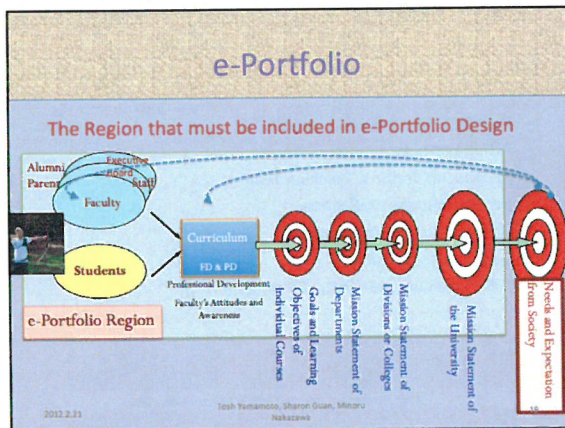 e-Portfolio
The Region that must be included in e-Portfolio Design
Alumni
Parent
Executive
Board
Staff
Faculty
Students
Curriculum
FD & PD
Professional Development
Faculty's Attitudes and
Awareness
e-Portfolio Region
Goals and Learning
Objectives of
Individual Courses
Mission Statement of
Departments
Mission Statement of
Divisions or Colleges
Mission Statement of
the University
Needs and Expectation
from Society
2012.2.21
Tosh Yamamoto, Sharon Guan, Minoru
Nakazawa